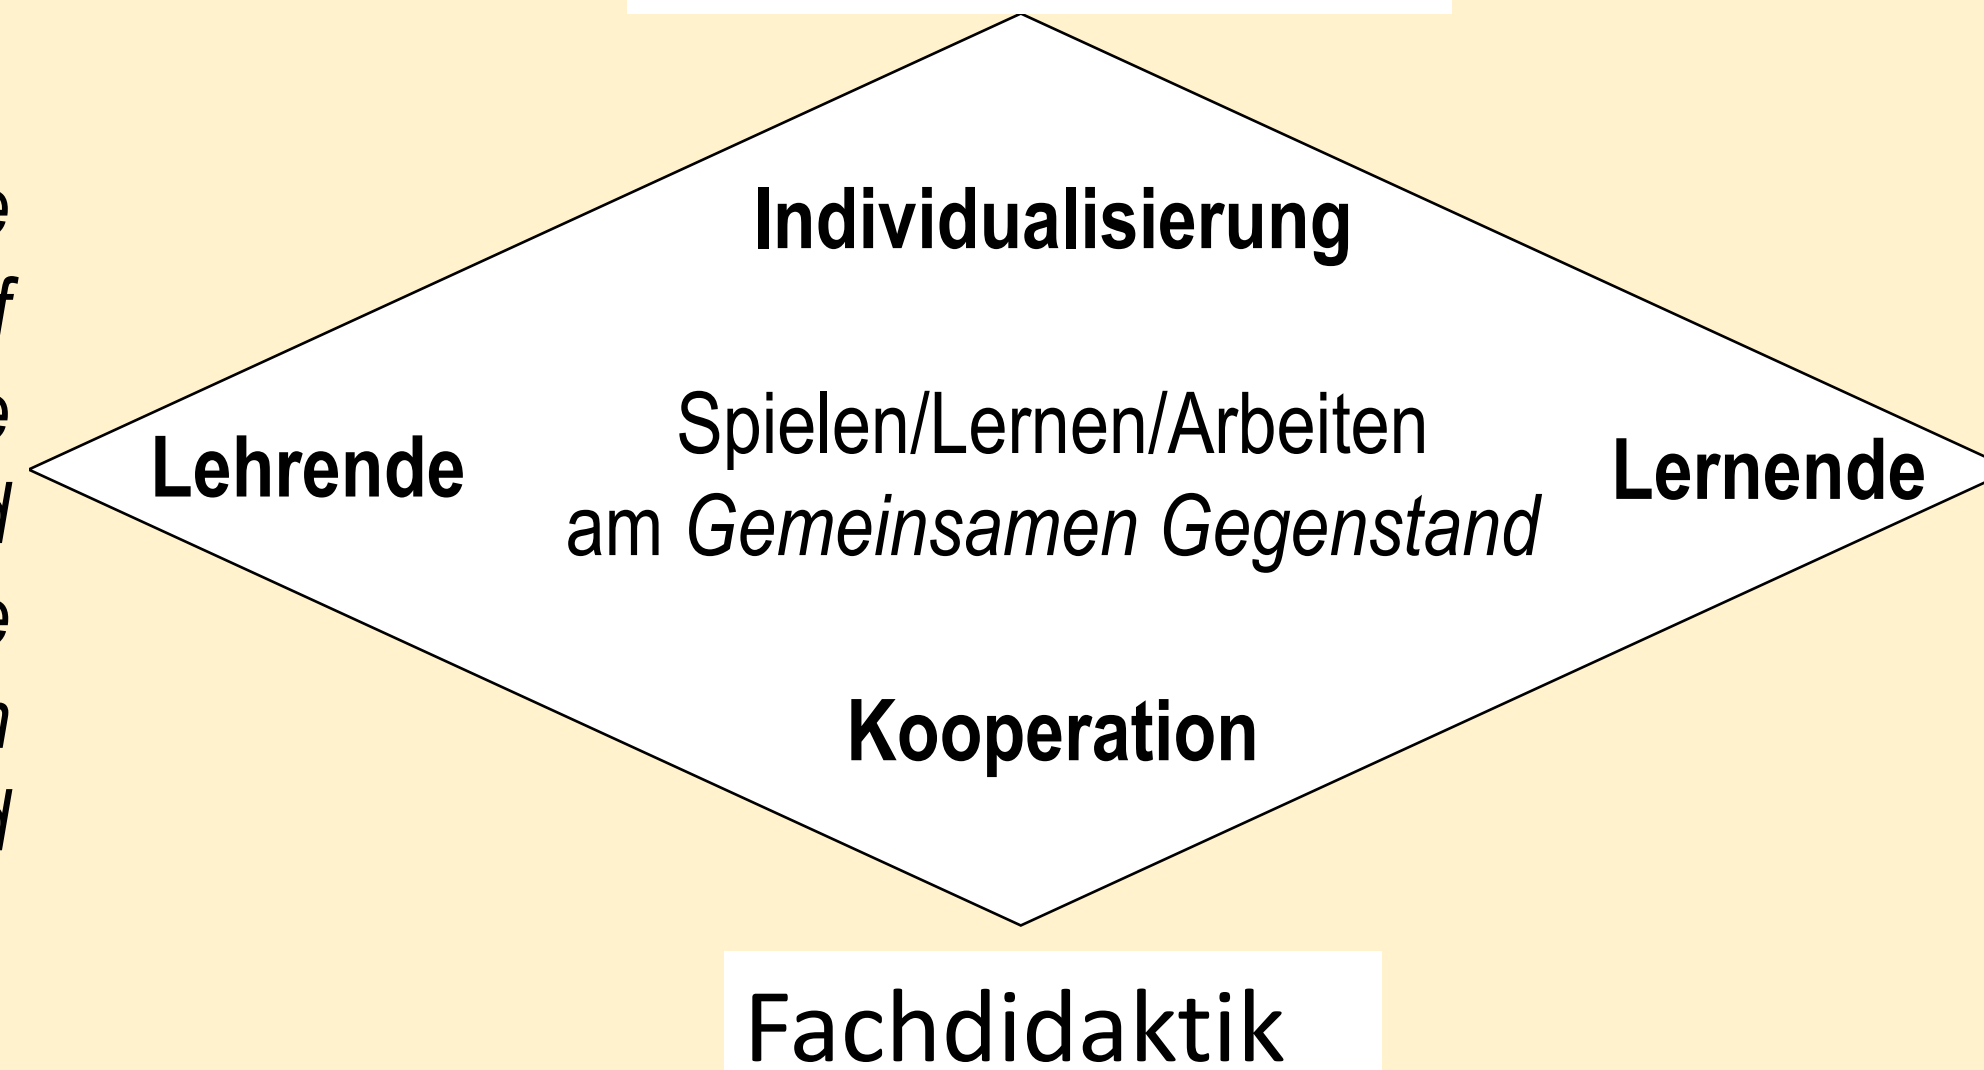 Individualisierung
Spielen/Lernen/Arbeiten
Lehrende
Lernende
am Gemeinsamen Gegenstand
Kooperation
Fachdidaktik